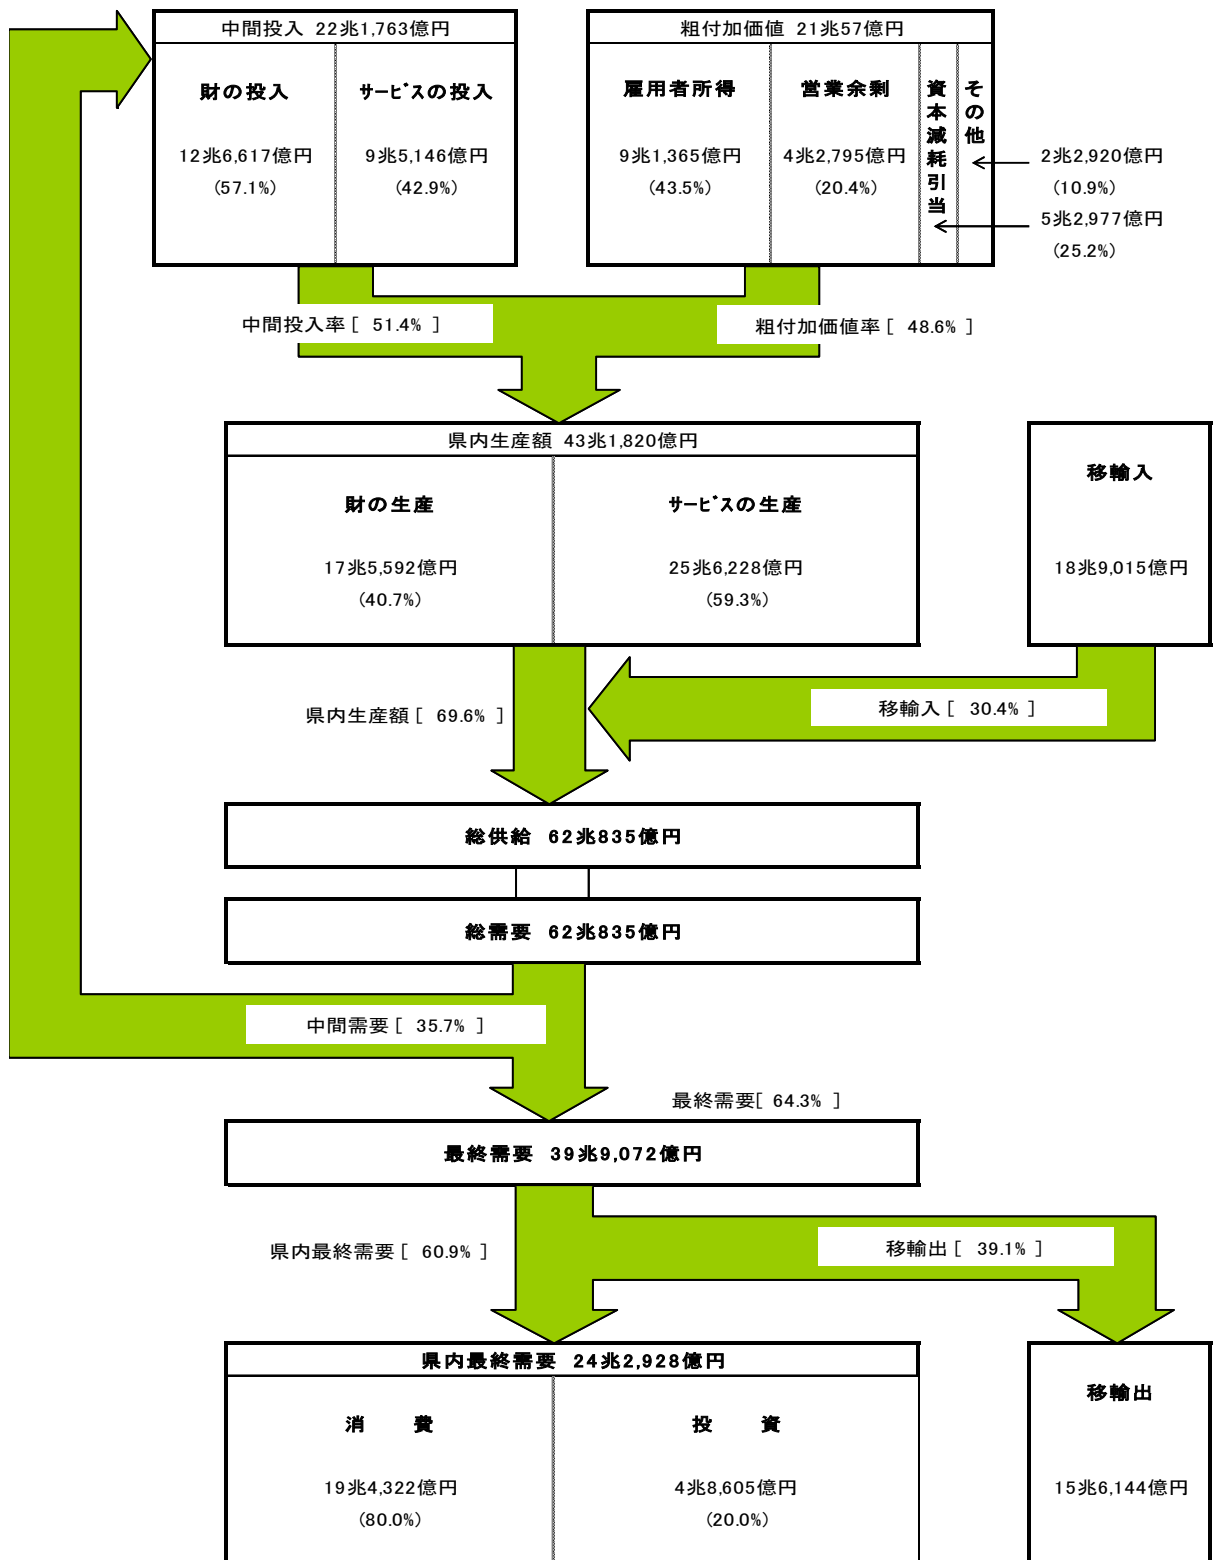 中間投入 22兆1,763億円
粗付加価値 21兆57億円
財の投入
サービスの投入
雇用者所得
営業余剰
資本減耗引当
その他
12兆6,617億円
9兆5,146億円
9兆1,365億円
4兆2,795億円
2兆2,920億円
(57.1%)
(42.9%)
(43.5%)
(20.4%)
(10.9%)
5兆2,977億円
(25.2%)
中間投入率 [ 51.4% ]
粗付加価値率 [ 48.6% ]
県内生産額 43兆1,820億円
財の生産
サービスの生産
移輸入
17兆5,592億円
25兆6,228億円
18兆9,015億円
(40.7%)
(59.3%)
県内生産額 [ 69.6% ]
移輸入 [ 30.4% ]
総供給 62兆835億円
総需要 62兆835億円
中間需要 [ 35.7% ]
最終需要[ 64.3% ]
最終需要 39兆9,072億円
県内最終需要 [ 60.9% ]
移輸出 [ 39.1% ]
県内最終需要 24兆2,928億円
消 費
投 資
移輸出
19兆4,322億円
4兆8,605億円
15兆6,144億円
(80.0%)
(20.0%)